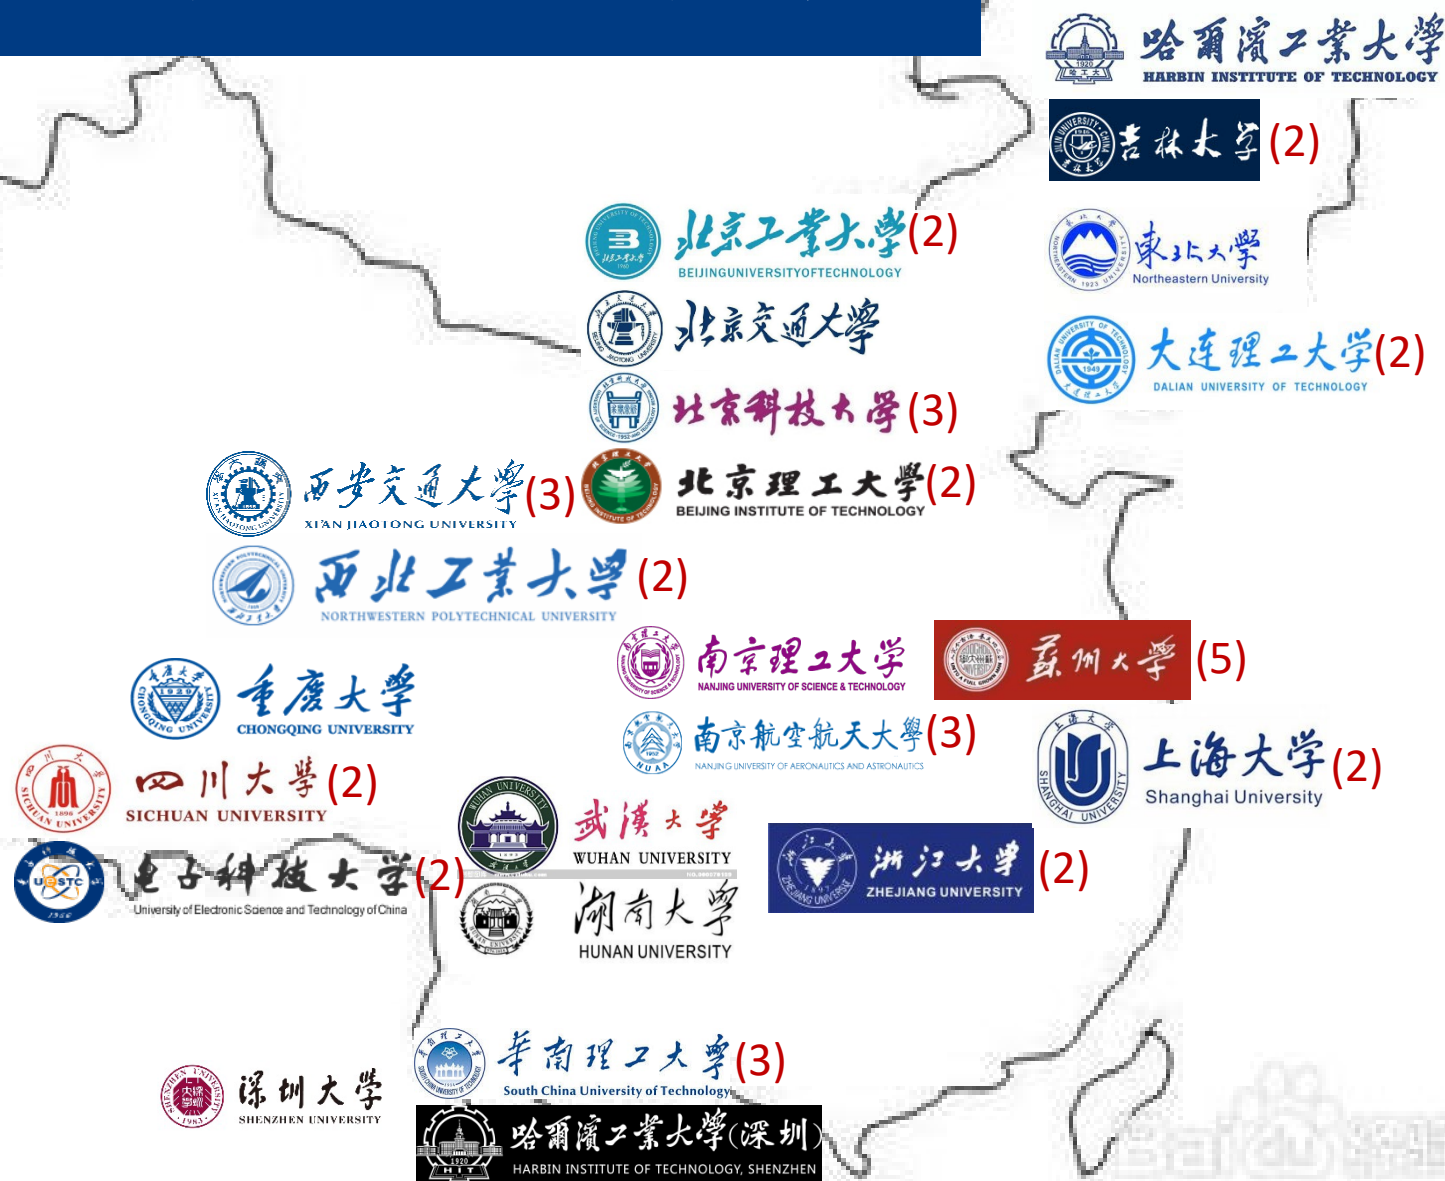 哈爾濱工業大學
HARBIN INSTITUTE OF TECHNOLOGY
吉林大学 (2)
北京工業大學 (2)
BEIJINGUNIVERSITYOFTECHNOLOGY
東北大學
Northeastern University
北京交通大學
大连理工大学 (2)
DALIAN UNIVERSITY OF TECHNOLOGY
北京科技大學 (3)
西安交通大學 (3)
XI'AN JIAOTONG UNIVERSITY
北京理工大學 (2)
BEIJING INSTITUTE OF TECHNOLOGY
西北工業大學 (2)
NORTHWESTERN POLYTECHNICAL UNIVERSITY
南京理工大学
NANJING UNIVERSITY OF SCIENCE & TECHNOLOGY
蘇州大學 (5)
重慶大學
CHONGQING UNIVERSITY
南京航空航天大學 (3)
NANJING UNIVERSITY OF AERONAUTICS AND ASTRONAUTICS
上海大学 (2)
Shanghai University
四川大學 (2)
SICHUAN UNIVERSITY
武漢大學
WUHAN UNIVERSITY
浙江大學 (2)
ZHEJIANG UNIVERSITY
电子科技大学 (2)
University of Electronic Science and Technology of China
湖南大學
HUNAN UNIVERSITY
華南理工大學 (3)
South China University of Technology
深圳大學
SHENZHEN UNIVERSITY
哈爾濱工業大學(深圳)
HARBIN INSTITUTE OF TECHNOLOGY, SHENZHEN